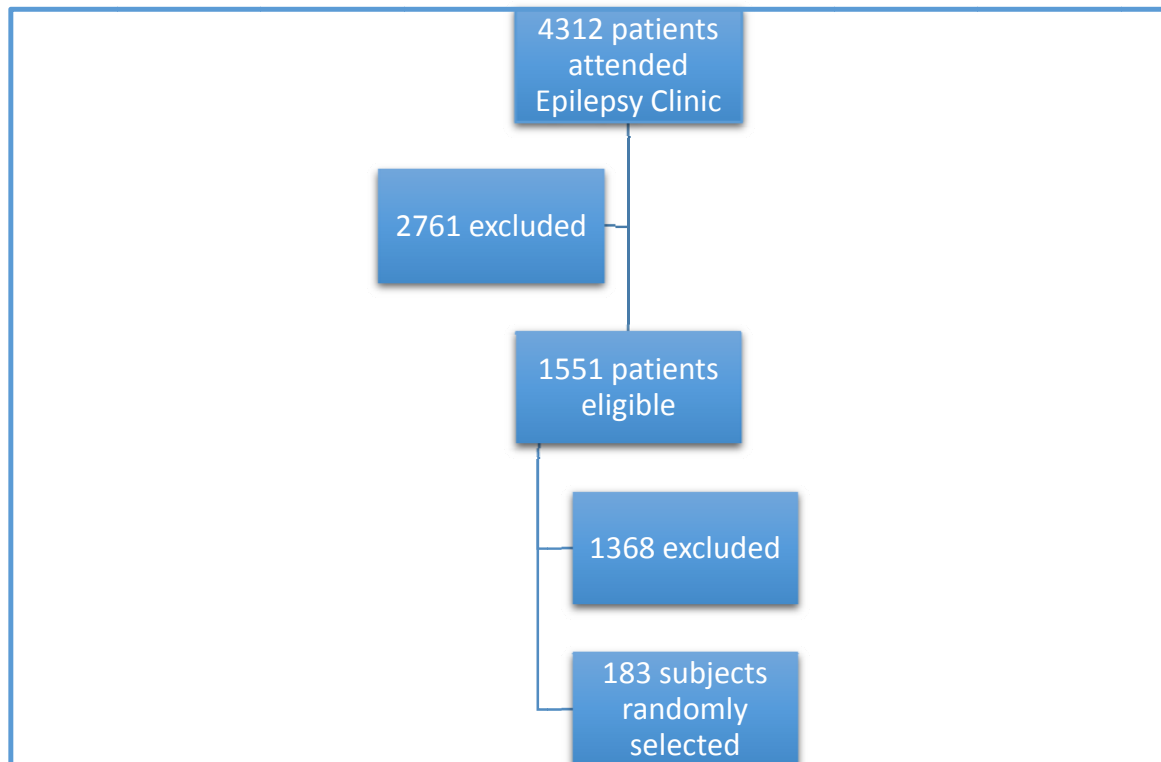 4312 patients
attended
Epilepsy Clinic
2761 excluded
1551 patients
eligible
1368 excluded
183 subjects
randomly
selected